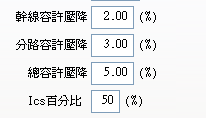 幹線容許壓降 2.00 (%)
分路容許壓降 3.00 (%)
總容許壓降 5.00 (%)
Ics百分比 50 (%)